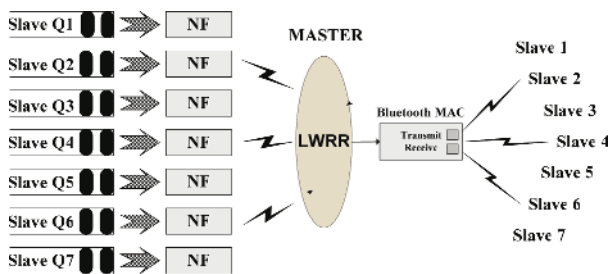 Slave Q1 NF
Slave Q2 NF
Slave Q3 NF
Slave Q4 NF
Slave Q5 NF
Slave Q6 NF
Slave Q7 NF
MASTER
LWRR
Bluetooth MAC
Transmit
Receive
Slave 1
Slave 2
Slave 3
Slave 4
Slave 5
Slave 6
Slave 7